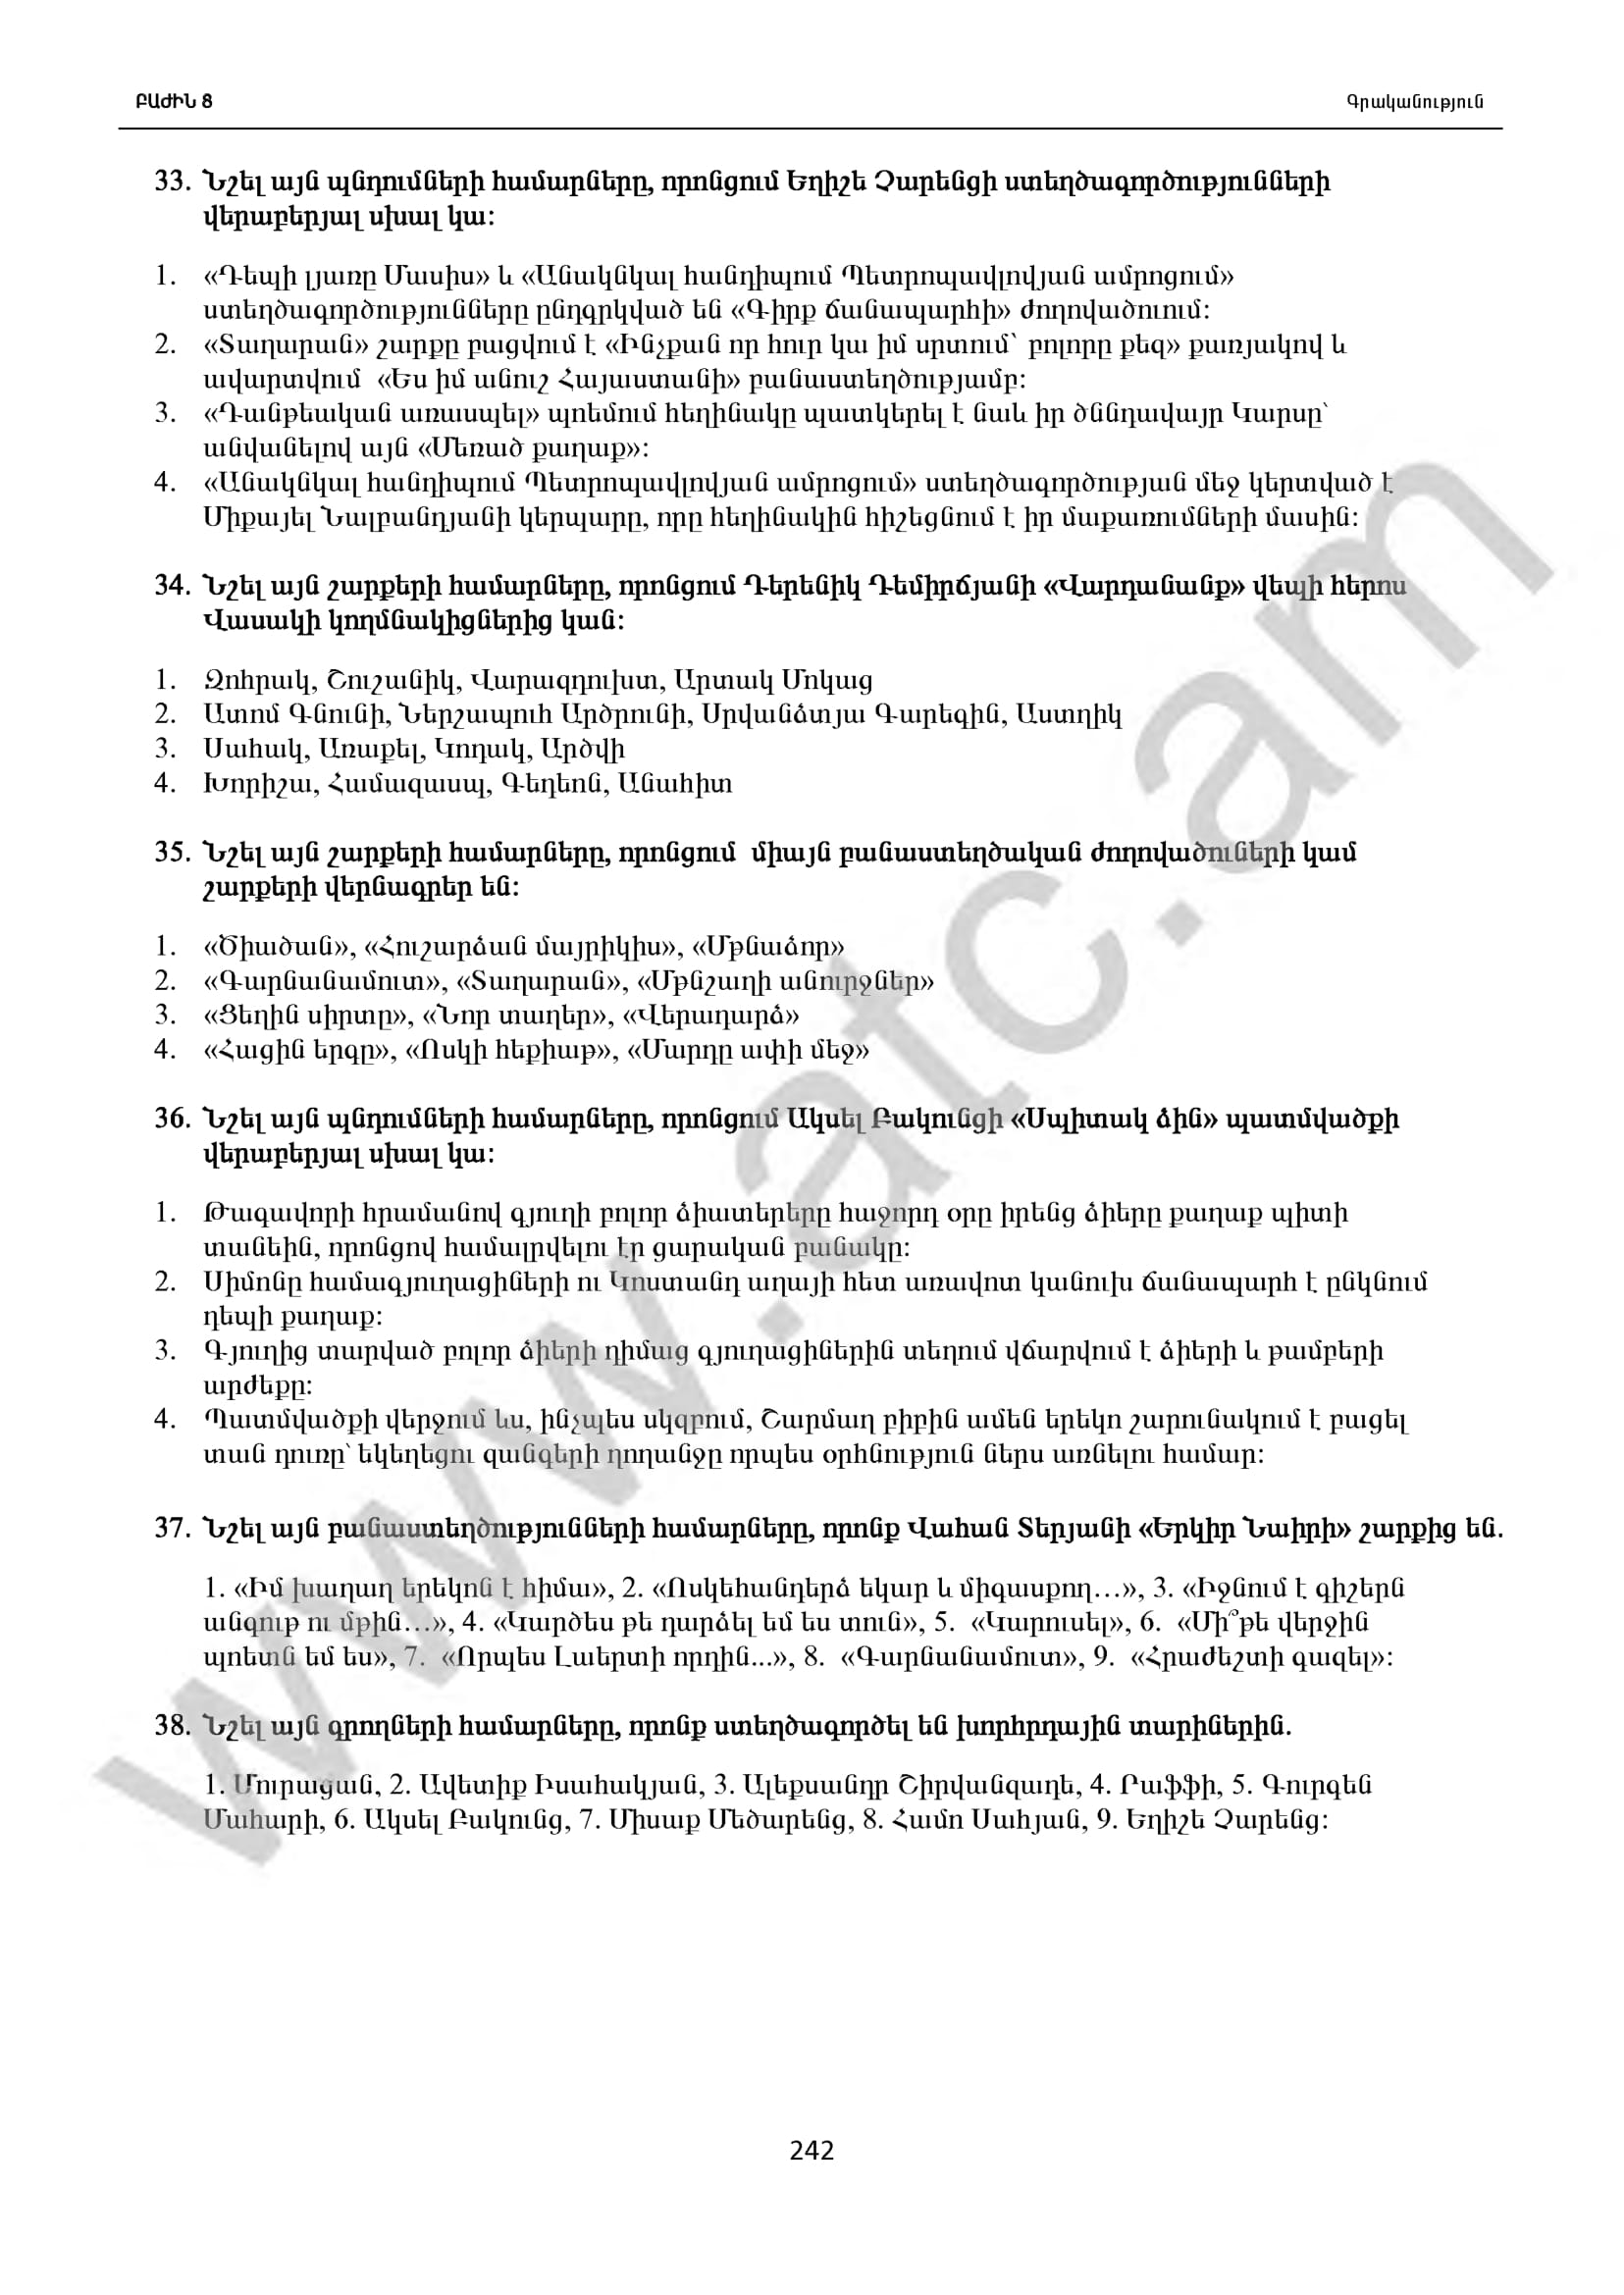 ԲԱԺԻՆ 8
Գրականություն
33. Նշել այն պնդումների համարները, որոնցում Եղիշե Չարենցի ստեղծագործությունների
վերաբերյալ սխալ կա:
1. «Դեպի լյառը Մասիս» և «Անակնկալ հանդիպում Պետրոպավլովյան ամրոցում»
ստեղծագործությունները ընդգրկված են «Գիրք ճանապարհի» ժողովածուում:
2. «Տաղարան» շարքը բացվում է «Ինչքան որ հուր կա իմ սրտում՝ բոլորը քեզ» քառյակով և
ավարտվում «Ես իմ անուշ Հայաստանի» բանաստեղծությամբ:
3. «Դանթեական առասպել» պոեմում հեղինակը պատկերել է նաև իր ծննդավայր Կարսը՝
անվանելով այն «Մեռած քաղաք»:
4. «Անակնկալ հանդիպում Պետրոպավլովյան ամրոցում» ստեղծագործության մեջ կերտված է
Միքայել Նալբանդյանի կերպարը, որը հեղինակին հիշեցնում է իր մաքառումների մասին:
34. Նշել այն շարքերի համարները, որոնցում Դերենիկ Դեմիրճյանի «Վարդանանք» վեպի հերոս
Վասակի կողմնակիցներից կան:
1. Զոհրակ, Շուշանիկ, Վարազդուխտ, Արտակ Մոկաց
2. Ատոմ Գնունի, Ներշապուհ Արծրունի, Սրվանձտյա Գարեգին, Աստղիկ
3. Սահակ, Առաքել, Կողակ, Արծվի
4. Խորիշա, Համազասպ, Գեդեոն, Անահիտ
35. Նշել այն շարքերի համարները, որոնցում միայն բանաստեղծական ժողովածուների կամ
շարքերի վերնագրեր են:
1. «Ծիածան», «Հուշարձան մայրիկիս», «Մթնաձոր»
2. «Գարնանամուտ», «Տաղարան», «Մթնշաղի անուրջներ»
3. «Ցեղին սիրտը», «Նոր տաղեր», «Վերադարձ»
4. «Հացին երգը», «Ոսկի հեքիաթ», «Մարդը ափի մեջ»
36. Նշել այն պնդումների համարները, որոնցում Ակսել Բակունցի «Սպիտակ ձին» պատմվածքի
վերաբերյալ սխալ կա:
1. Թագավորի հրամանով գյուղի բոլոր ձիատերերը հաջորդ օրը իրենց ձիերը քաղաք պիտի
տանեին, որոնցով համալրվելու էր ցարական բանակը:
2. Սիմոնը համագյուղացիների ու Կոստանդ աղայի հետ առավոտ կանուխ ճանապարհ է ընկնում
դեպի քաղաք:
3. Գյուղից տարված բոլոր ձիերի դիմաց գյուղացիներին տեղում վճարվում է ձիերի և թամբերի
արժեքը:
4. Պատմվածքի վերջում ևս, ինչպես սկզբում, Շարմաղ բիբին ամեն երեկո շարունակում է բացել
տան դուռը՝ եկեղեցու զանգերի ղողանջը որպես օրհնություն ներս առնելու համար:
37. Նշել այն բանաստեղծությունների համարները, որոնք Վահան Տերյանի «Երկիր Նաիրի» շարքից են.
1. «Իմ խաղաղ երեկոն է հիմա», 2. «Ոսկեհանդերձ եկար և միգասքող…», 3. «Իջնում է գիշերն
անգութ ու մթին…», 4. «Կարծես թե դարձել եմ ես տուն», 5. «Կարուսել», 6. «Մի՞թե վերջին
պոետն եմ ես», 7. «Որպես Լաերտի որդին...», 8. «Գարնանամուտ», 9. «Հրաժեշտի գազել»:
38. Նշել այն գրողների համարները, որոնք ստեղծագործել են խորհրդային տարիներին.
1. Մուրացան, 2. Ավետիք Իսահակյան, 3. Ալեքսանդր Շիրվանզադե, 4. Րաֆֆի, 5. Գուրգեն
Մահարի, 6. Ակսել Բակունց, 7. Միսաք Մեծարենց, 8. Համո Սահյան, 9. Եղիշե Չարենց:
www.atc.am
242